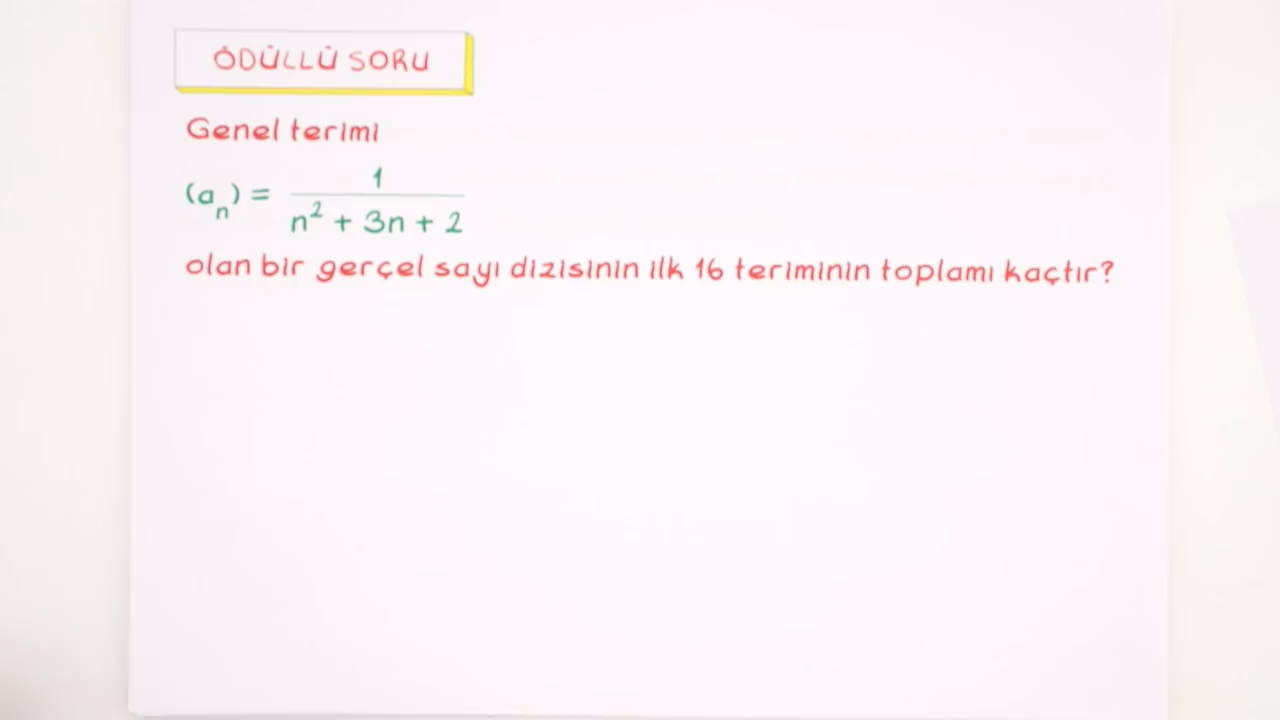 ÖDÜLLÜ SORU
Genel terimi
(aₙ) = 1 / (n² + 3n + 2)
olan bir gerçel sayı dizisinin ilk 16 teriminin toplamı kaçtır?